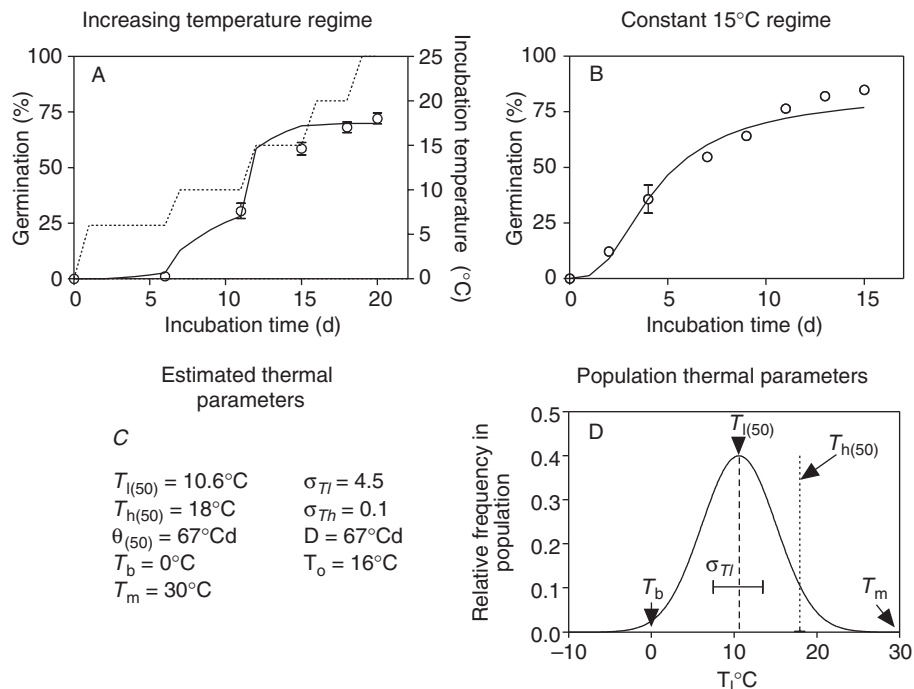 Increasing temperature regime
A
Germination (%)
100
75
50
25
0
0
5
10
15
20
Incubation time (d)
25
20
15
10
5
0
Incubation temperature (°C)
Constant 15°C regime
B
Germination (%)
100
75
50
25
0
0
5
10
15
Incubation time (d)
Estimated thermal
parameters
C
Tl(50) = 10.6°C
Th(50) = 18°C
θ(50) = 67°Cd
Tb = 0°C
Tm = 30°C
σTl = 4.5
σTh = 0.1
D = 67°Cd
To = 16°C
Population thermal parameters
D
Relative frequency in
population
0.5
0.4
0.3
0.2
0.1
0.0
Tl(50)
Th(50)
σTl
Tb
Tm
–10
0
10
20
30
Tl°C